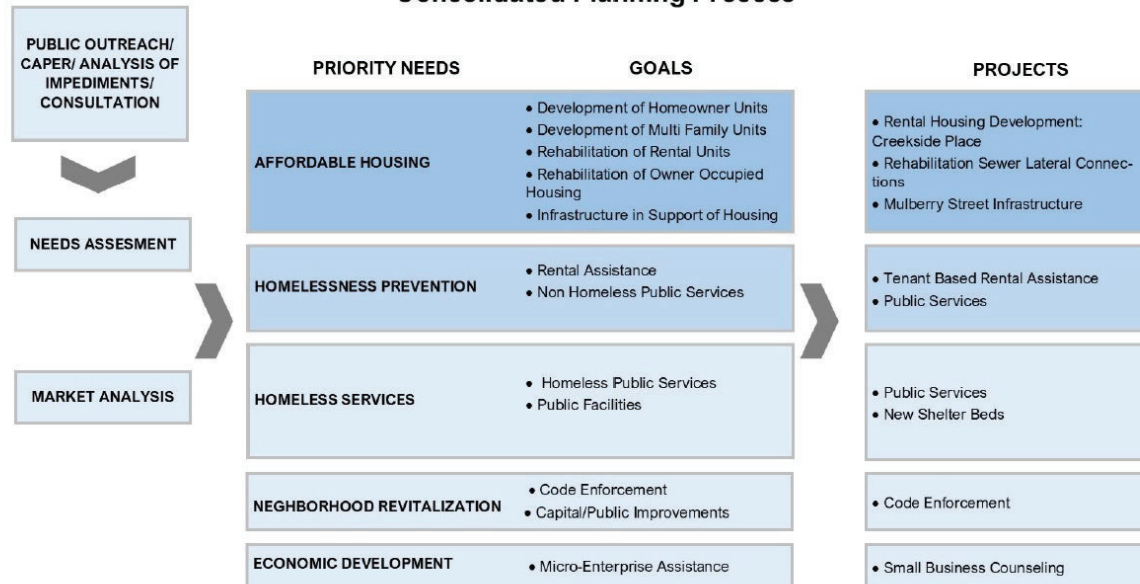 Consolidated Planning Process
PUBLIC OUTREACH/
CAPER/ ANALYSIS OF
IMPEDIMENTS/
CONSULTATION
NEEDS ASSESMENT
MARKET ANALYSIS
PRIORITY NEEDS
GOALS
PROJECTS
AFFORDABLE HOUSING
• Development of Homeowner Units
• Development of Multi Family Units
• Rehabilitation of Rental Units
• Rehabilitation of Owner Occupied
Housing
• Infrastructure in Support of Housing
• Rental Housing Development:
Creekside Place
• Rehabilitation Sewer Lateral Connec-
tions
• Mulberry Street Infrastructure
HOMELESSNESS PREVENTION
• Rental Assistance
• Non Homeless Public Services
• Tenant Based Rental Assistance
• Public Services
HOMELESS SERVICES
• Homeless Public Services
• Public Facilities
• Public Services
• New Shelter Beds
NEGHBORHOOD REVITALIZATION
• Code Enforcement
• Capital/Public Improvements
• Code Enforcement
ECONOMIC DEVELOPMENT
• Micro-Enterprise Assistance
• Small Business Counseling